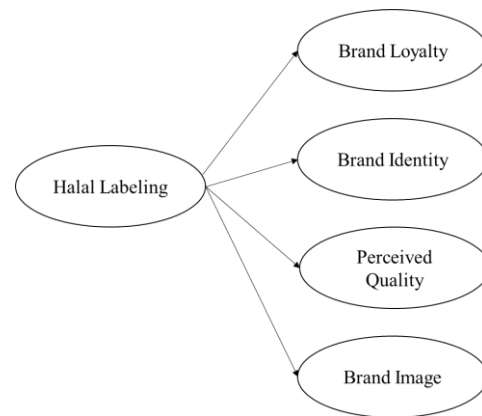 Brand Loyalty
Brand Identity
Halal Labeling
Perceived
Quality
Brand Image